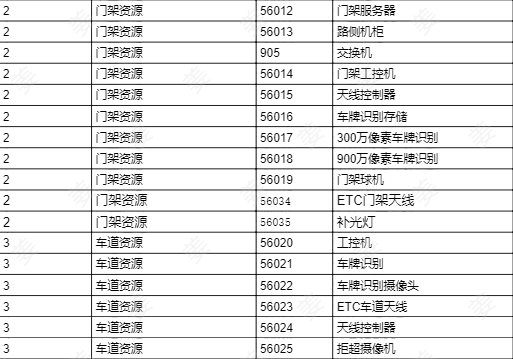 2 门架资源 56012 门架服务器
2 门架资源 56013 路侧机柜
2 门架资源 905 交换机
2 门架资源 56014 门架工控机
2 门架资源 56015 天线控制器
2 门架资源 56016 车牌识别存储
2 门架资源 56017 300万像素车牌识别
2 门架资源 56018 900万像素车牌识别
2 门架资源 56019 门架球机
2 门架资源 56034 ETC门架天线
2 门架资源 56035 补光灯
3 车道资源 56020 工控机
3 车道资源 56021 车牌识别
3 车道资源 56022 车牌识别摄像头
3 车道资源 56023 ETC车道天线
3 车道资源 56024 天线控制器
3 车道资源 56025 拒超摄像机